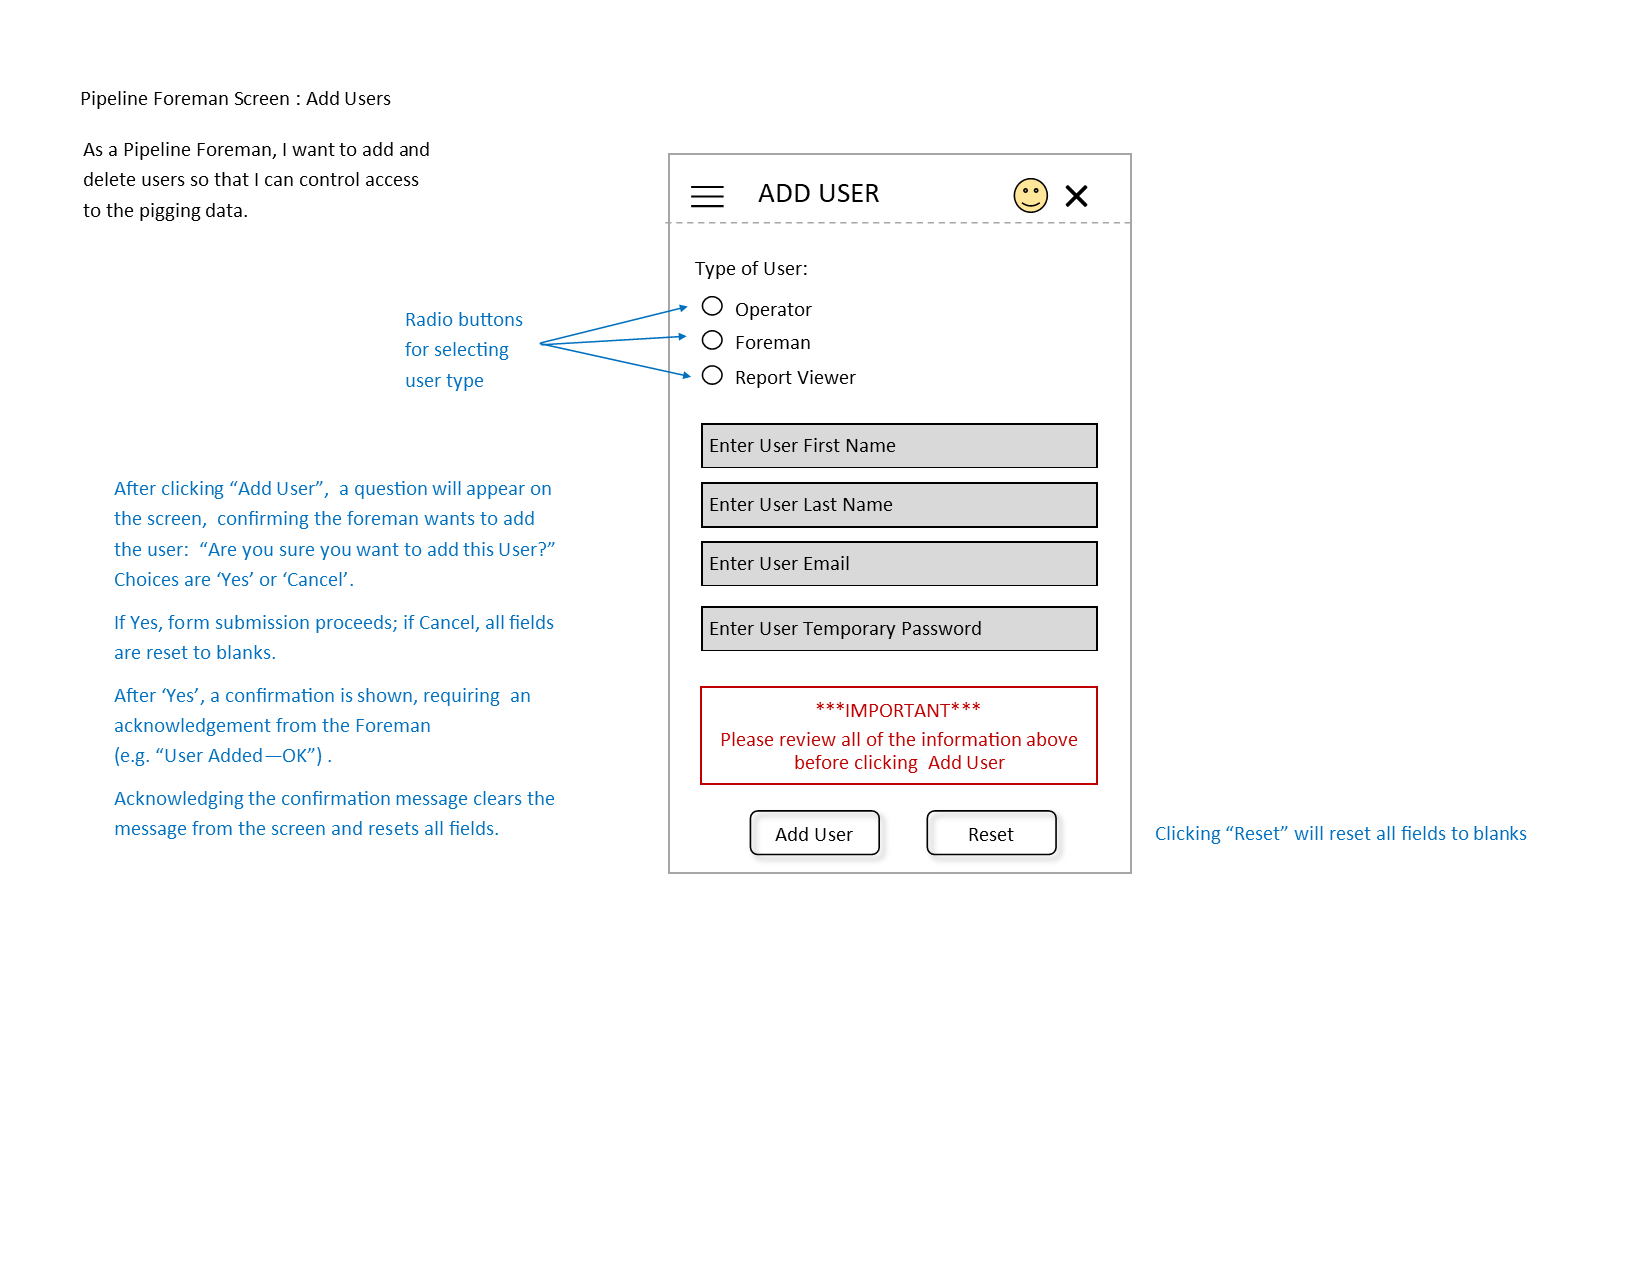 Pipeline Foreman Screen : Add Users
As a Pipeline Foreman, I want to add and
delete users so that I can control access
to the pigging data.
ADD USER
Type of User:
Operator
Foreman
Report Viewer
Radio buttons
for selecting
user type
Enter User First Name
Enter User Last Name
Enter User Email
Enter User Temporary Password
After clicking “Add User”,  a question will appear on
the screen,  confirming the foreman wants to add
the user:  “Are you sure you want to add this User?”
Choices are ‘Yes’ or ‘Cancel’.
If Yes, form submission proceeds; if Cancel, all fields
are reset to blanks.
After ‘Yes’, a confirmation is shown, requiring  an
acknowledgement from the Foreman
(e.g. “User Added—OK”) .
Acknowledging the confirmation message clears the
message from the screen and resets all fields.
***IMPORTANT***
Please review all of the information above
before clicking  Add User
Add User
Reset
Clicking “Reset” will reset all fields to blanks